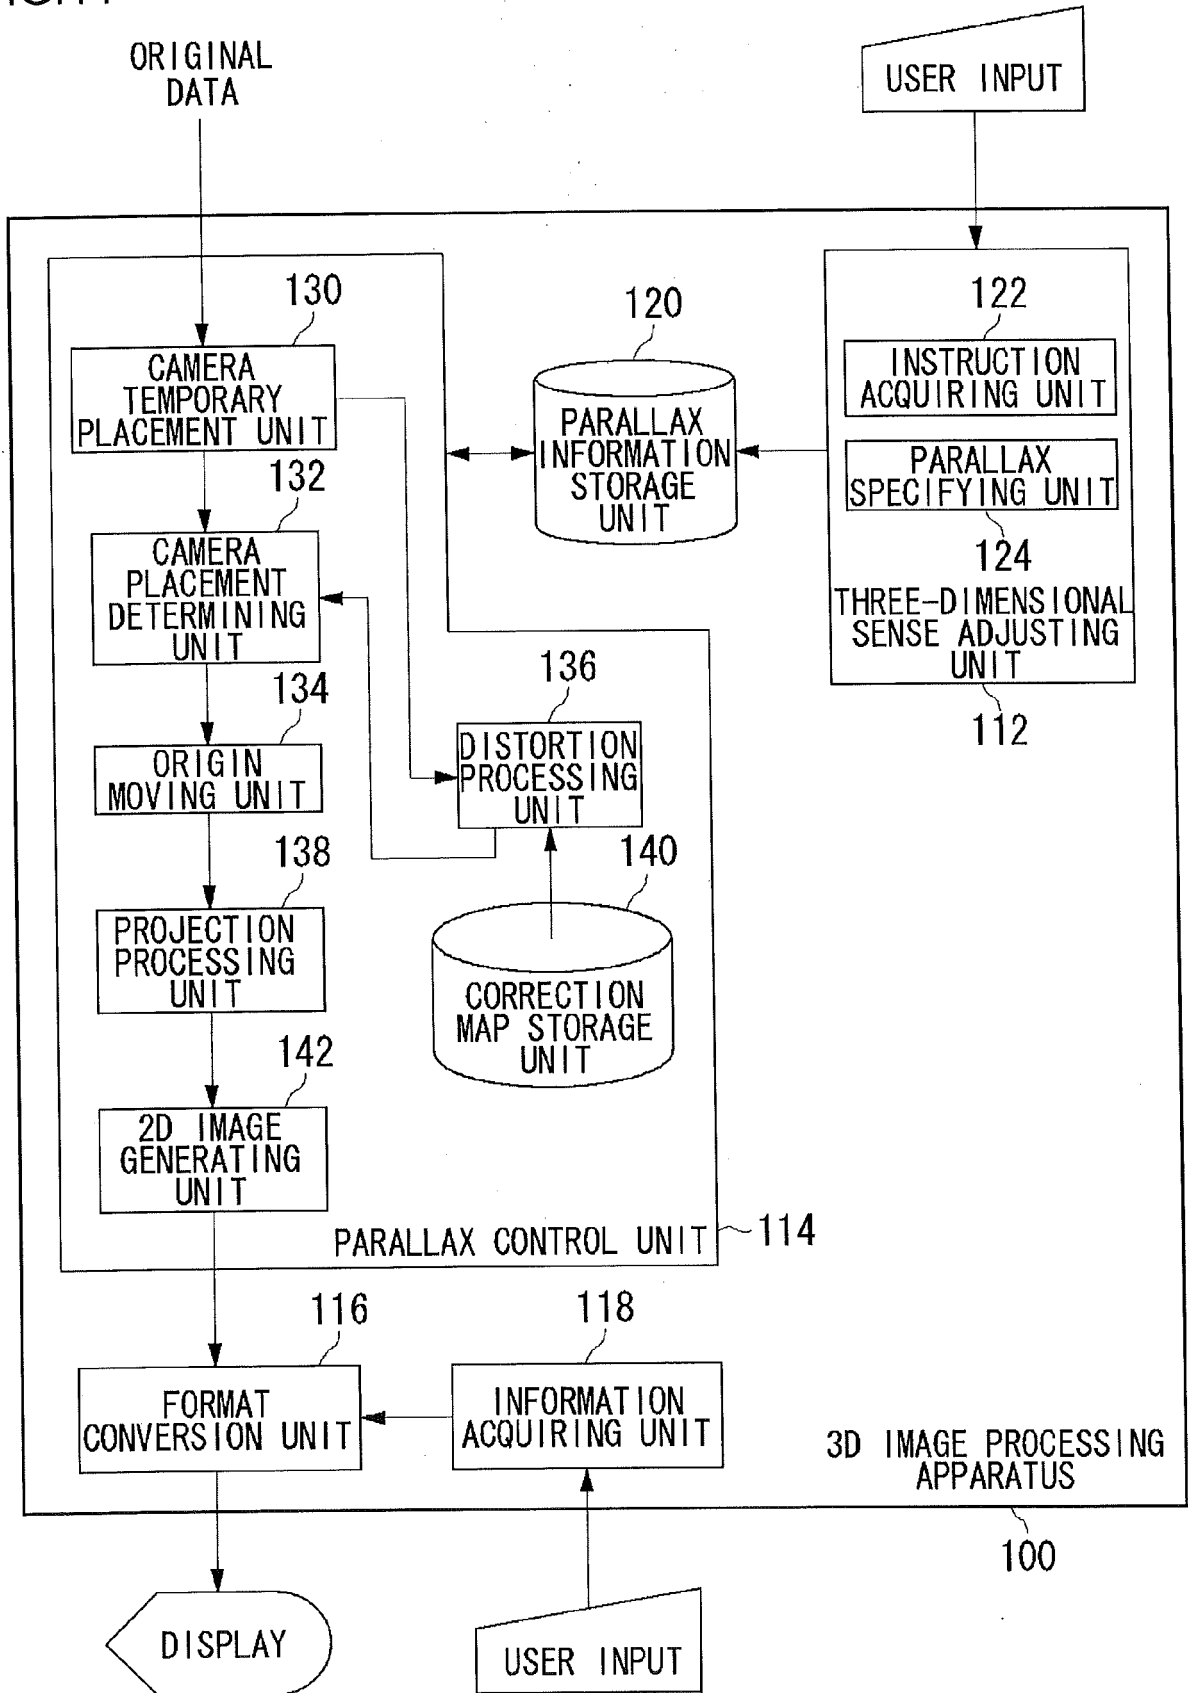 ORIGINAL
DATA
USER INPUT
130
CAMERA
TEMPORARY
PLACEMENT UNIT
120
PARALLAX
INFORMATION
STORAGE
UNIT
122
INSTRUCTION
ACQUIRING UNIT
PARALLAX
SPECIFYING UNIT
124
THREE-DIMENSIONAL
SENSE ADJUSTING
UNIT
112
132
CAMERA
PLACEMENT
DETERMINING
UNIT
134
ORIGIN
MOVING UNIT
136
DISTORTION
PROCESSING
UNIT
138
PROJECTION
PROCESSING
UNIT
140
CORRECTION
MAP STORAGE
UNIT
142
2D IMAGE
GENERATING
UNIT
PARALLAX CONTROL UNIT
114
116
FORMAT
CONVERSION UNIT
118
INFORMATION
ACQUIRING UNIT
3D IMAGE PROCESSING
APPARATUS
100
DISPLAY
USER INPUT